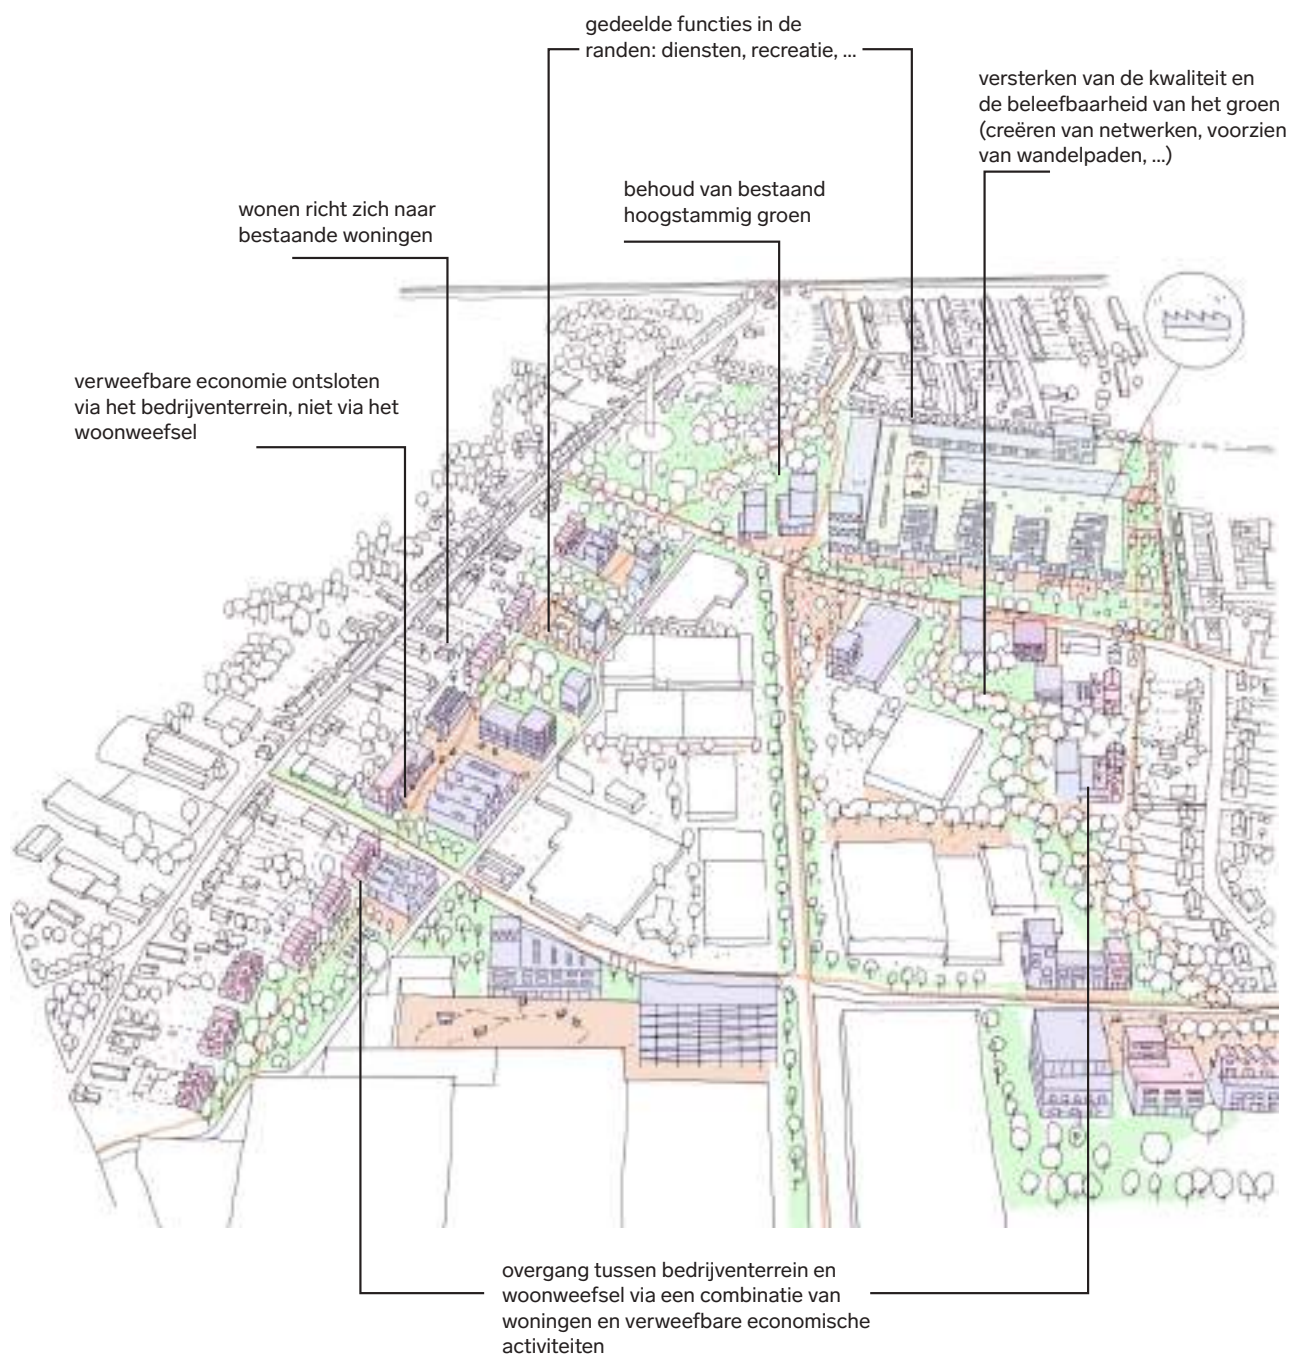 gedeelde functies in de
randen: diensten, recreatie, ...
versterken van de kwaliteit en
de beleefbaarheid van het groen
(creëren van netwerken, voorzien
van wandelpaden, ...)
behoud van bestaand
hoogstammig groen
wonen richt zich naar
bestaande woningen
verweefbare economie ontsloten
via het bedrijventerrein, niet via het
woonweefsel
overgang tussen bedrijventerrein en
woonweefsel via een combinatie van
woningen en verweefbare economische
activiteiten